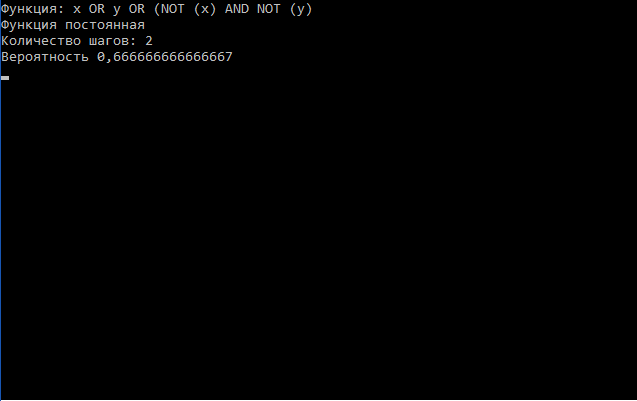 Функция: x OR y OR (NOT (x) AND NOT (y)
Функция постоянная
Количество шагов: 2
Вероятность 0,666666666666667